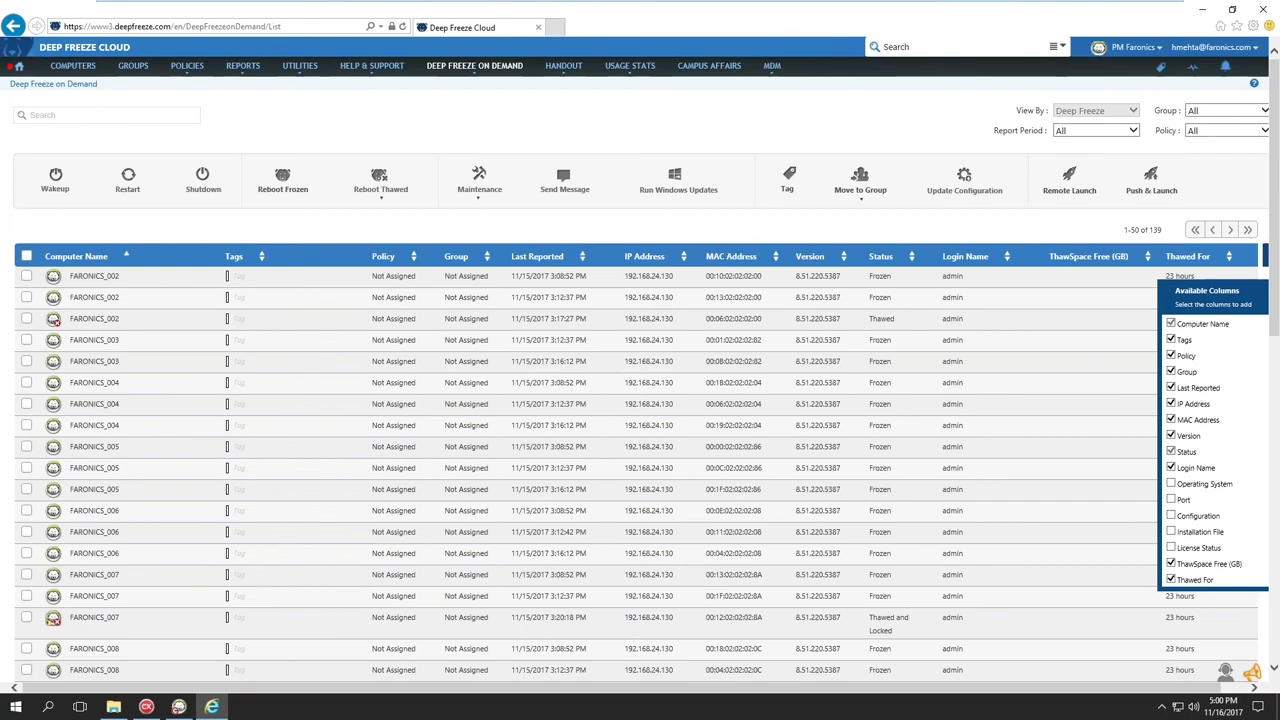 https://www3.deepfreeze.com/en/DeepFreezeonDemand/List
Deep Freeze Cloud
DEEP FREEZE CLOUD
Search
PM Faronics
hmehta@faronics.com
COMPUTERS GROUPS POLICIES REPORTS UTILITIES HELP & SUPPORT DEEP FREEZE ON DEMAND HANDOUT USAGE STATS CAMPUS AFFAIRS MDM
Deep Freeze on Demand
Search
View By : Deep Freeze Group : All
Report Period : All Policy : All
Wakeup Restart Shutdown Reboot Frozen Reboot Thawed Maintenance Send Message Run Windows Updates Tag Move to Group Update Configuration Remote Launch Push & Launch
1-50 of 139
Computer Name Tags Policy Group Last Reported IP Address MAC Address Version Status Login Name ThawSpace Free (GB) Thawed For
FARONICS_002 Tag Not Assigned Not Assigned 11/15/2017 3:08:52 PM 192.168.24.130 00:10:02:02:02:00 8.51.220.5387 Frozen admin 23 hours
FARONICS_002 Tag Not Assigned Not Assigned 11/15/2017 3:12:37 PM 192.168.24.130 00:13:02:02:02:00 8.51.220.5387 Frozen admin
FARONICS_002 Tag Not Assigned Not Assigned 11/15/2017 3:17:27 PM 192.168.24.130 00:06:02:02:02:00 8.51.220.5387 Thawed admin
FARONICS_003 Tag Not Assigned Not Assigned 11/15/2017 3:12:37 PM 192.168.24.130 00:01:02:02:02:82 8.51.220.5387 Frozen admin
FARONICS_003 Tag Not Assigned Not Assigned 11/15/2017 3:16:12 PM 192.168.24.130 00:08:02:02:02:82 8.51.220.5387 Frozen admin
FARONICS_004 Tag Not Assigned Not Assigned 11/15/2017 3:08:52 PM 192.168.24.130 00:1B:02:02:02:04 8.51.220.5387 Frozen admin
FARONICS_004 Tag Not Assigned Not Assigned 11/15/2017 3:12:37 PM 192.168.24.130 00:06:02:02:02:04 8.51.220.5387 Frozen admin
FARONICS_004 Tag Not Assigned Not Assigned 11/15/2017 3:12:37 PM 192.168.24.130 00:19:02:02:02:04 8.51.220.5387 Frozen admin
FARONICS_005 Tag Not Assigned Not Assigned 11/15/2017 3:08:52 PM 192.168.24.130 00:00:02:02:02:86 8.51.220.5387 Frozen admin
FARONICS_005 Tag Not Assigned Not Assigned 11/15/2017 3:12:37 PM 192.168.24.130 00:0C:02:02:02:86 8.51.220.5387 Frozen admin
FARONICS_005 Tag Not Assigned Not Assigned 11/15/2017 3:16:12 PM 192.168.24.130 00:1F:02:02:02:86 8.51.220.5387 Frozen admin
FARONICS_006 Tag Not Assigned Not Assigned 11/15/2017 3:08:52 PM 192.168.24.130 00:0E:02:02:02:08 8.51.220.5387 Frozen admin
FARONICS_006 Tag Not Assigned Not Assigned 11/15/2017 3:12:42 PM 192.168.24.130 00:11:02:02:02:08 8.51.220.5387 Frozen admin
FARONICS_006 Tag Not Assigned Not Assigned 11/15/2017 3:16:12 PM 192.168.24.130 00:04:02:02:02:08 8.51.220.5387 Frozen admin
FARONICS_007 Tag Not Assigned Not Assigned 11/15/2017 3:08:52 PM 192.168.24.130 00:13:02:02:02:8A 8.51.220.5387 Frozen admin
FARONICS_007 Tag Not Assigned Not Assigned 11/15/2017 3:12:37 PM 192.168.24.130 00:1F:02:02:02:8A 8.51.220.5387 Frozen admin 23 hours
FARONICS_007 Tag Not Assigned Not Assigned 11/15/2017 3:20:18 PM 192.168.24.130 00:12:02:02:02:8A 8.51.220.5387 Thawed and admin 23 hours
Locked
FARONICS_008 Tag Not Assigned Not Assigned 11/15/2017 3:08:52 PM 192.168.24.130 00:18:02:02:02:0C 8.51.220.5387 Frozen admin 23 hours
FARONICS_008 Tag Not Assigned Not Assigned 11/15/2017 3:12:37 PM 192.168.24.130 00:04:02:02:02:0C 8.51.220.5387 Frozen admin 23 hours
Available Columns
Select the columns to add
Computer Name
Tags
Policy
Group
Last Reported
IP Address
MAC Address
Version
Status
Login Name
Operating System
Port
Configuration
Installation File
License Status
ThawSpace Free (GB)
Thawed For
5:00 PM
11/16/2017